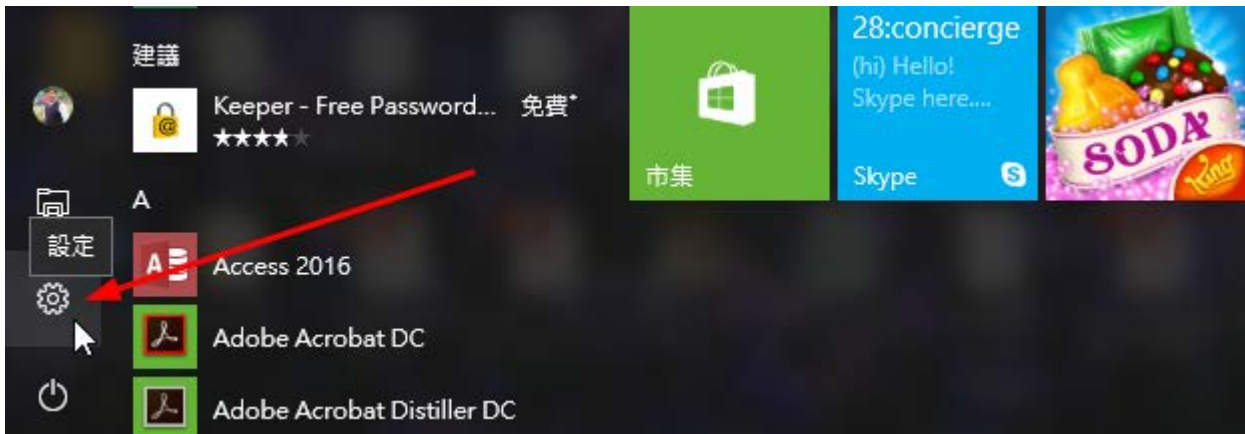 建議
Keeper - Free Password... 免費*
A
設定
Access 2016
Adobe Acrobat DC
Adobe Acrobat Distiller DC
市集
28:concierge
(hi) Hello!
Skype here....
Skype
SODA
King